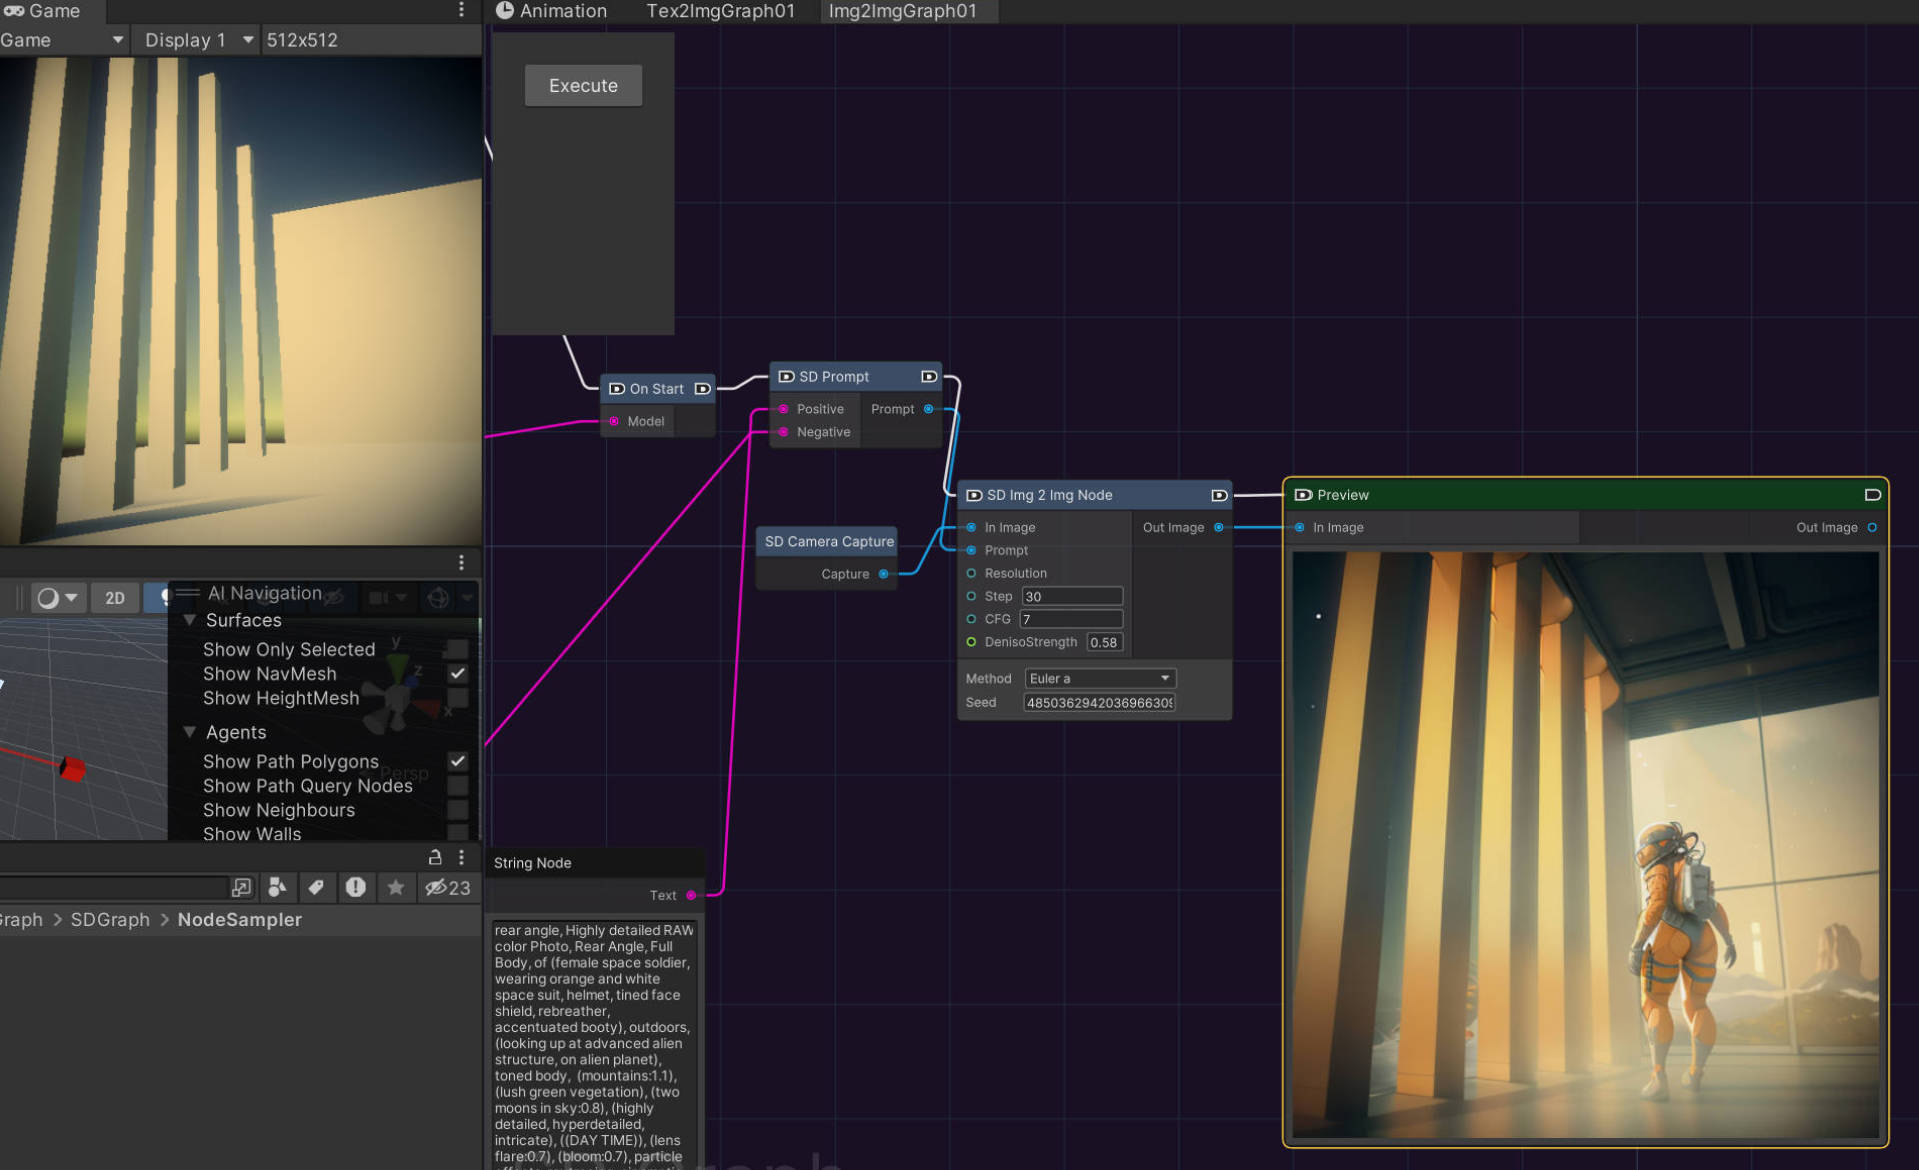 Game
Game
Display 1
512x512
Animation
Tex2ImgGraph01
Img2ImgGraph01
Execute
On Start
Model
SD Prompt
Positive
Prompt
Negative
SD Camera Capture
Capture
SD Img 2 Img Node
In Image
Out Image
Prompt
Resolution
Step
30
CFG
7
DenisoStrength
0.58
Method
Euler a
Seed
4850362942036966309
Preview
In Image
Out Image
2D
AI Navigation
Surfaces
Show Only Selected
Show NavMesh
Show HeightMesh
Agents
Show Path Polygons
Show Path Query Nodes
Show Neighbours
Show Walls
y
z
x
Persp
23
Graph > SDGraph > NodeSampler
String Node
Text
rear angle, Highly detailed RAW
color Photo, Rear Angle, Full
Body, of (female space soldier,
wearing orange and white
space suit, helmet, tined face
shield, rebreather,
accentuated booty), outdoors,
(looking up at advanced alien
structure, on alien planet),
toned body, (mountains:1.1),
(lush green vegetation), (two
moons in sky:0.8), (highly
detailed, hyperdetailed,
intricate), ((DAY TIME)), (lens
flare:0.7), (bloom:0.7), particle